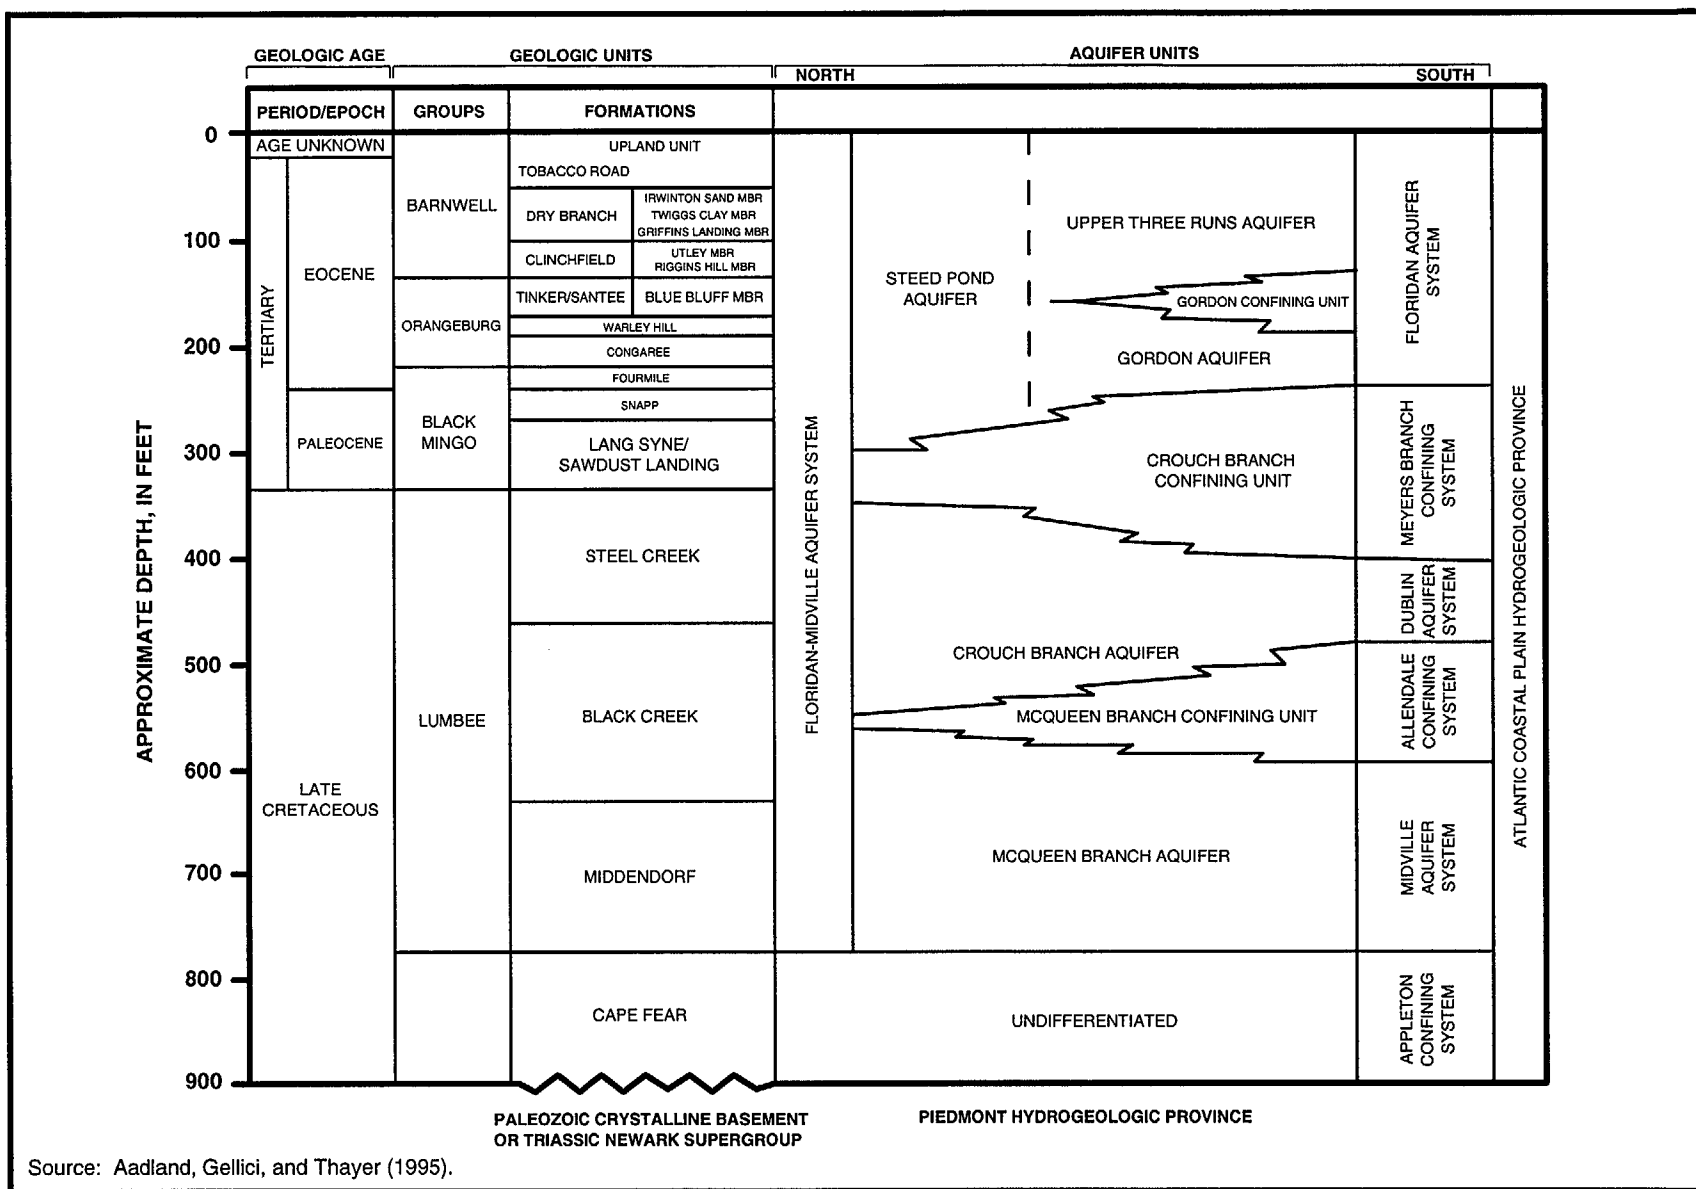 GEOLOGIC AGE
GEOLOGIC UNITS
AQUIFER UNITS
NORTH
SOUTH
PERIOD/EPOCH
GROUPS
FORMATIONS
APPROXIMATE DEPTH, IN FEET
0
100
200
300
400
500
600
700
800
900
AGE UNKNOWN
TERTIARY
EOCENE
PALEOCENE
LATE
CRETACEOUS
BARNWELL
ORANGEBURG
BLACK
MINGO
LUMBEE
UPLAND UNIT
TOBACCO ROAD
DRY BRANCH
IRWINTON SAND MBR
TWIGGS CLAY MBR
GRIFFINS LANDING MBR
CLINCHFIELD
UTLEY MBR
RIGGINS HILL MBR
TINKER/SANTEE
BLUE BLUFF MBR
WARLEY HILL
CONGAREE
FOURMILE
SNAPP
LANG SYNE/
SAWDUST LANDING
STEEL CREEK
BLACK CREEK
MIDDENDORF
CAPE FEAR
FLORIDAN-MIDVILLE AQUIFER SYSTEM
STEED POND
AQUIFER
UPPER THREE RUNS AQUIFER
GORDON CONFINING UNIT
GORDON AQUIFER
CROUCH BRANCH
CONFINING UNIT
CROUCH BRANCH AQUIFER
MCQUEEN BRANCH CONFINING UNIT
MCQUEEN BRANCH AQUIFER
UNDIFFERENTIATED
FLORIDAN AQUIFER
SYSTEM
MEYERS BRANCH
CONFINING
SYSTEM
DUBLIN
AQUIFER
SYSTEM
ALLENDALE
CONFINING
SYSTEM
MIDVILLE
AQUIFER
SYSTEM
APPLETON
CONFINING
SYSTEM
ATLANTIC COASTAL PLAIN HYDROGEOLOGIC PROVINCE
PALEOZOIC CRYSTALLINE BASEMENT
OR TRIASSIC NEWARK SUPERGROUP
PIEDMONT HYDROGEOLOGIC PROVINCE
Source: Aadland, Gellici, and Thayer (1995).